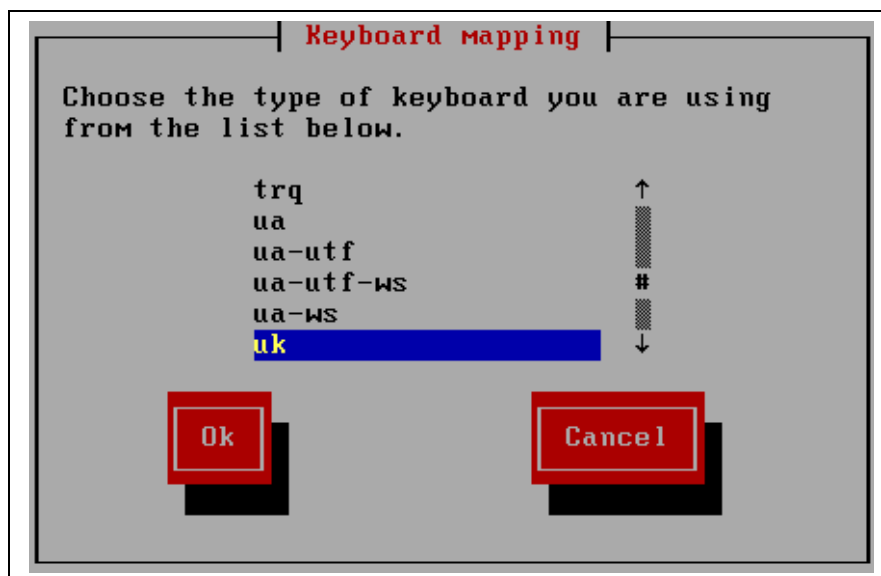 Keyboard mapping
Choose the type of keyboard you are using
from the list below.
trq
ua
ua-utf
ua-utf-ws
#
ua-ws
uk
Ok
Cancel